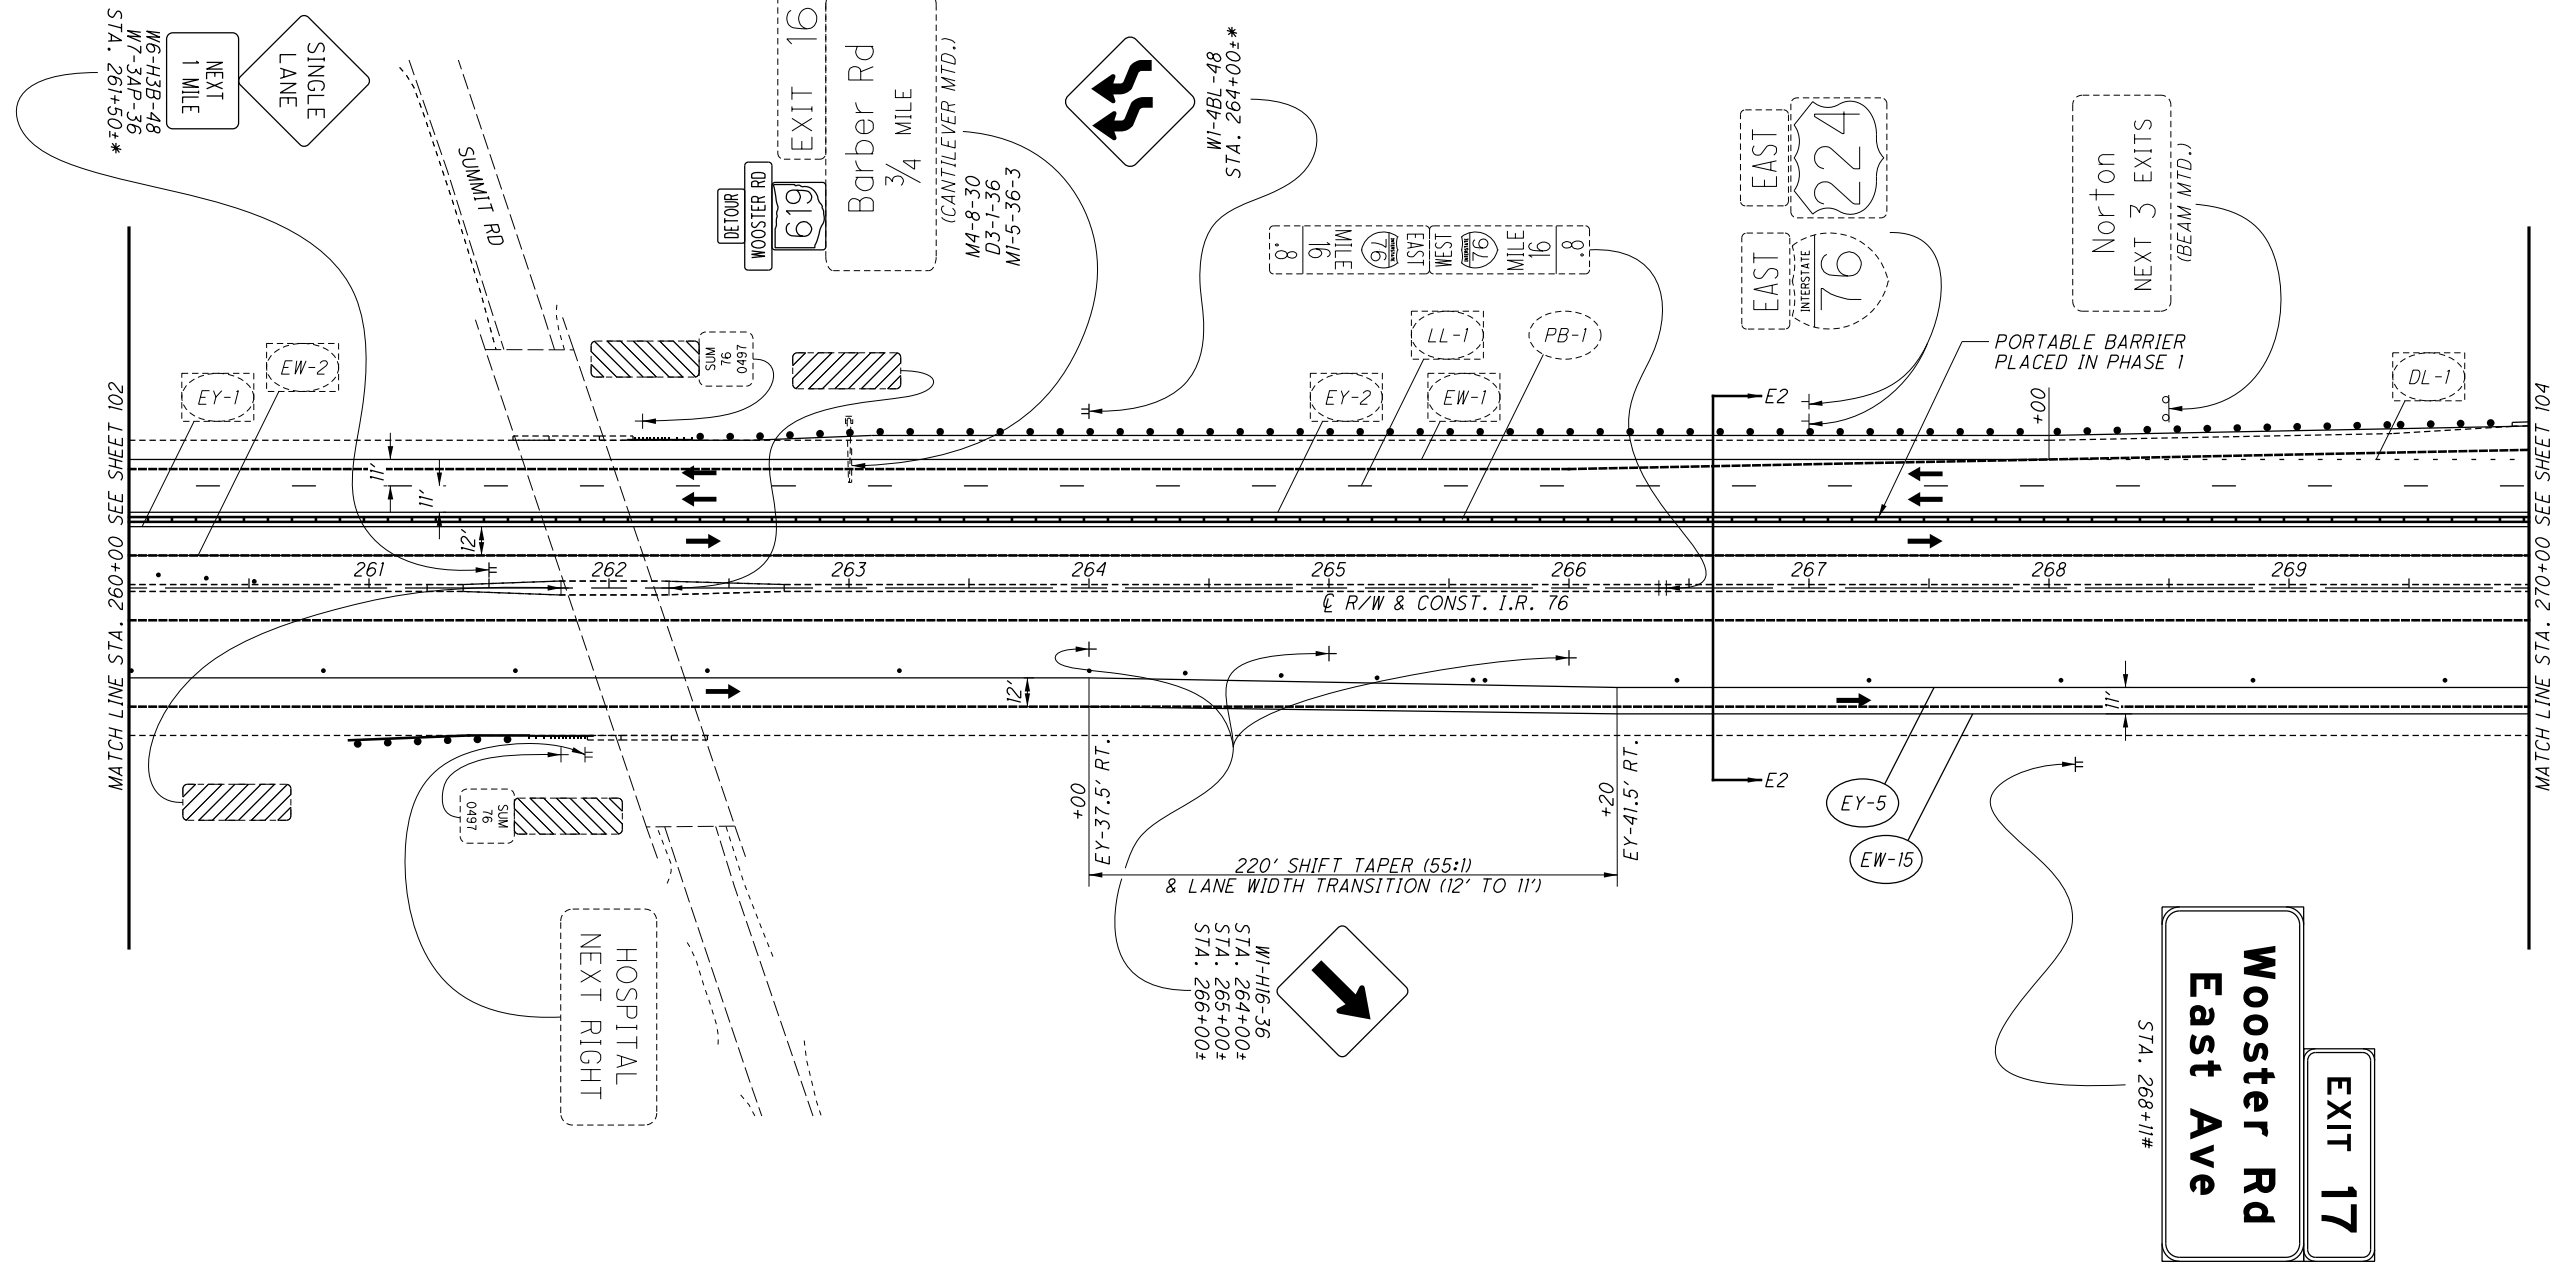 W6-H3B-48
W7-3AP-36
STA. 261+50±*
SINGLE
LANE
NEXT
1 MILE
SUMMIT RD
EXIT 16
Barber Rd
3/4 MILE
(CANTILEVER MTD.)
DETOUR
WOOSTER RD
619
M4-8-30
D3-1-36
M1-5-36-3
W1-4BL-48
STA. 264+00±*
EAST
INTERSTATE
76
MILE
16
.8
WEST
INTERSTATE
76
MILE
16
.8
EAST
224
EAST
INTERSTATE
76
Norton
NEXT 3 EXITS
(BEAM MTD.)
PORTABLE BARRIER
PLACED IN PHASE 1
EY-1
EW-2
SUM
76
0497
LL-1
PB-1
EY-2
EW-1
DL-1
E2
+00
MATCH LINE STA. 260+00 SEE SHEET 102
MATCH LINE STA. 270+00 SEE SHEET 104
11'
11'
12'
261
262
263
264
265
266
267
268
269
℄ R/W & CONST. I.R. 76
12'
11'
+00
EY-37.5' RT.
+20
EY-41.5' RT.
E2
EY-5
EW-15
SUM
76
0497
220' SHIFT TAPER (55:1)
& LANE WIDTH TRANSITION (12' TO 11')
HOSPITAL
NEXT RIGHT
W1-H16-36
STA. 264+00±
STA. 265+00±
STA. 266+00±
EXIT 17
Wooster Rd
East Ave
STA. 268+11#